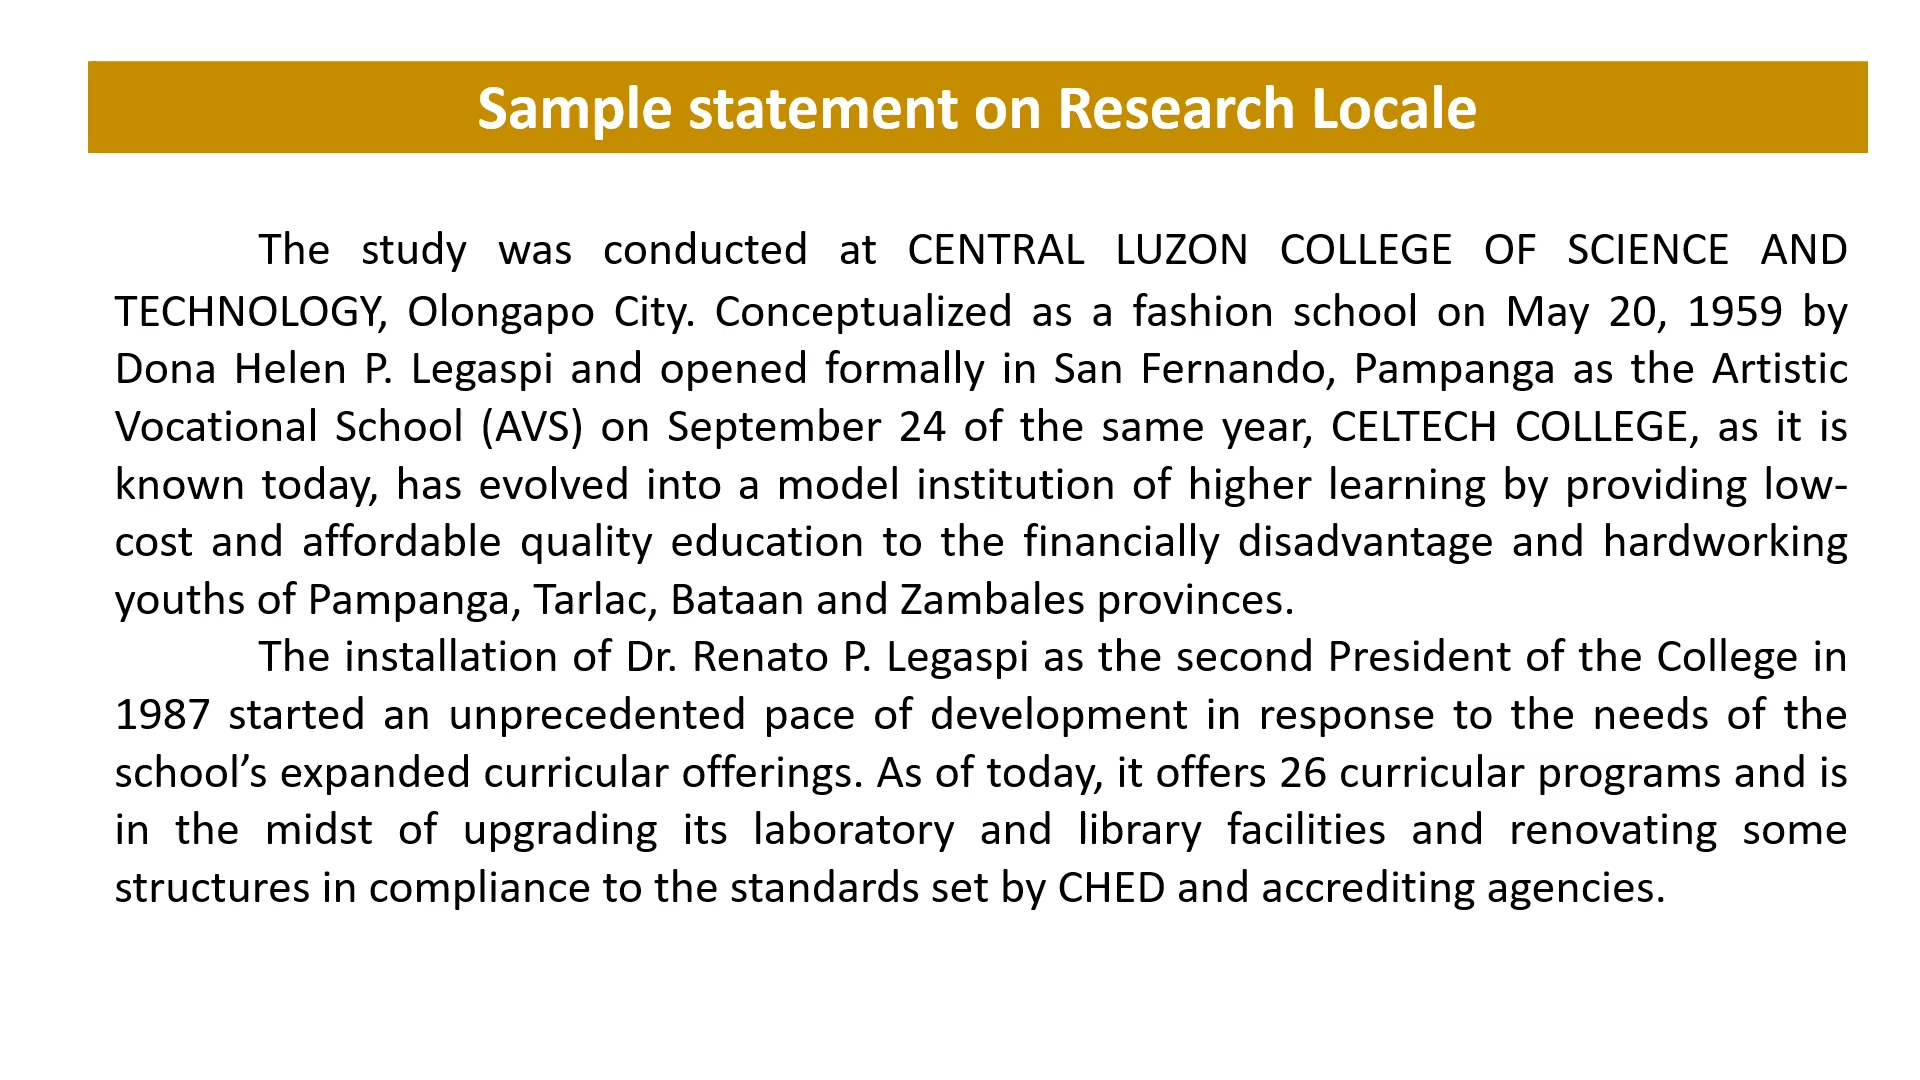 Sample statement on Research Locale
The study was conducted at CENTRAL LUZON COLLEGE OF SCIENCE AND
TECHNOLOGY, Olongapo City. Conceptualized as a fashion school on May 20, 1959 by
Dona Helen P. Legaspi and opened formally in San Fernando, Pampanga as the Artistic
Vocational School (AVS) on September 24 of the same year, CELTECH COLLEGE, as it is
known today, has evolved into a model institution of higher learning by providing low-
cost and affordable quality education to the financially disadvantage and hardworking
youths of Pampanga, Tarlac, Bataan and Zambales provinces.
The installation of Dr. Renato P. Legaspi as the second President of the College in
1987 started an unprecedented pace of development in response to the needs of the
school’s expanded curricular offerings. As of today, it offers 26 curricular programs and is
in the midst of upgrading its laboratory and library facilities and renovating some
structures in compliance to the standards set by CHED and accrediting agencies.